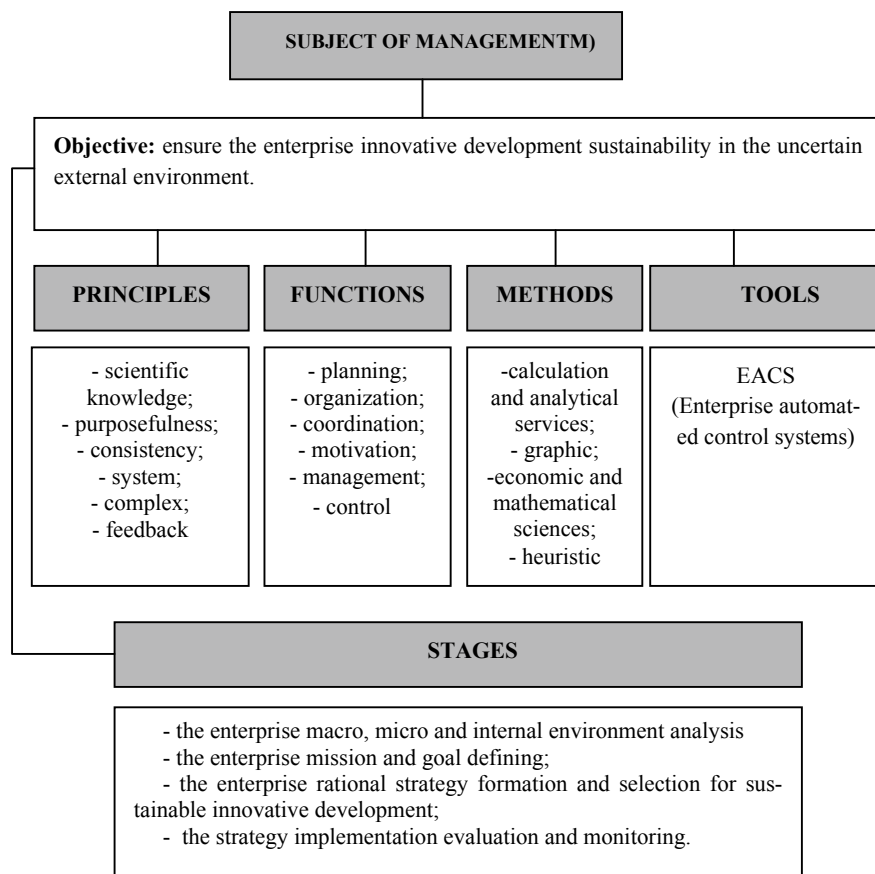 SUBJECT OF MANAGEMENTM)
Objective: ensure the enterprise innovative development sustainability in the uncertain
external environment.
PRINCIPLES
- scientific
knowledge;
- purposefulness;
- consistency;
- system;
- complex;
- feedback
FUNCTIONS
- planning;
- organization;
- coordination;
- motivation;
- management;
- control
METHODS
-calculation
and analytical
services;
- graphic;
-economic and
mathematical
sciences;
- heuristic
TOOLS
EACS
(Enterprise automat-
ed control systems)
STAGES
- the enterprise macro, micro and internal environment analysis
- the enterprise mission and goal defining;
- the enterprise rational strategy formation and selection for sus-
tainable innovative development;
- the strategy implementation evaluation and monitoring.